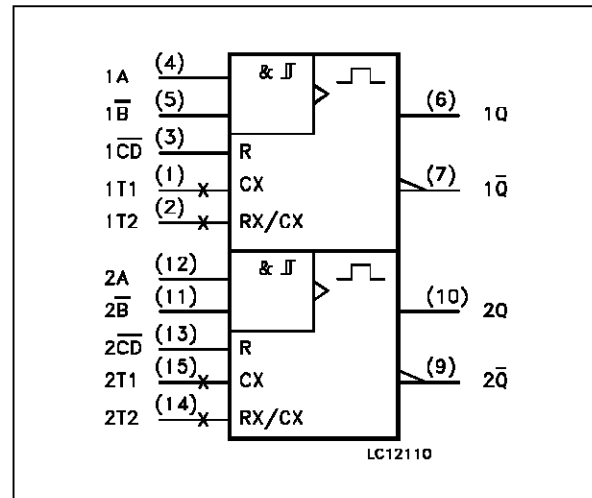 1A (4) & ⎍ (6) 1Q
1B̅ (5)
1C̅D̅ (3) R
1T1 (1) CX (7) 1Q̅
1T2 (2) RX/CX
2A (12) &
2B̅ (11) (10) 2Q
2C̅D̅ (13) R
2T1 (15) CX (9) 2Q̅
2T2 (14) RX/CX
LC12110